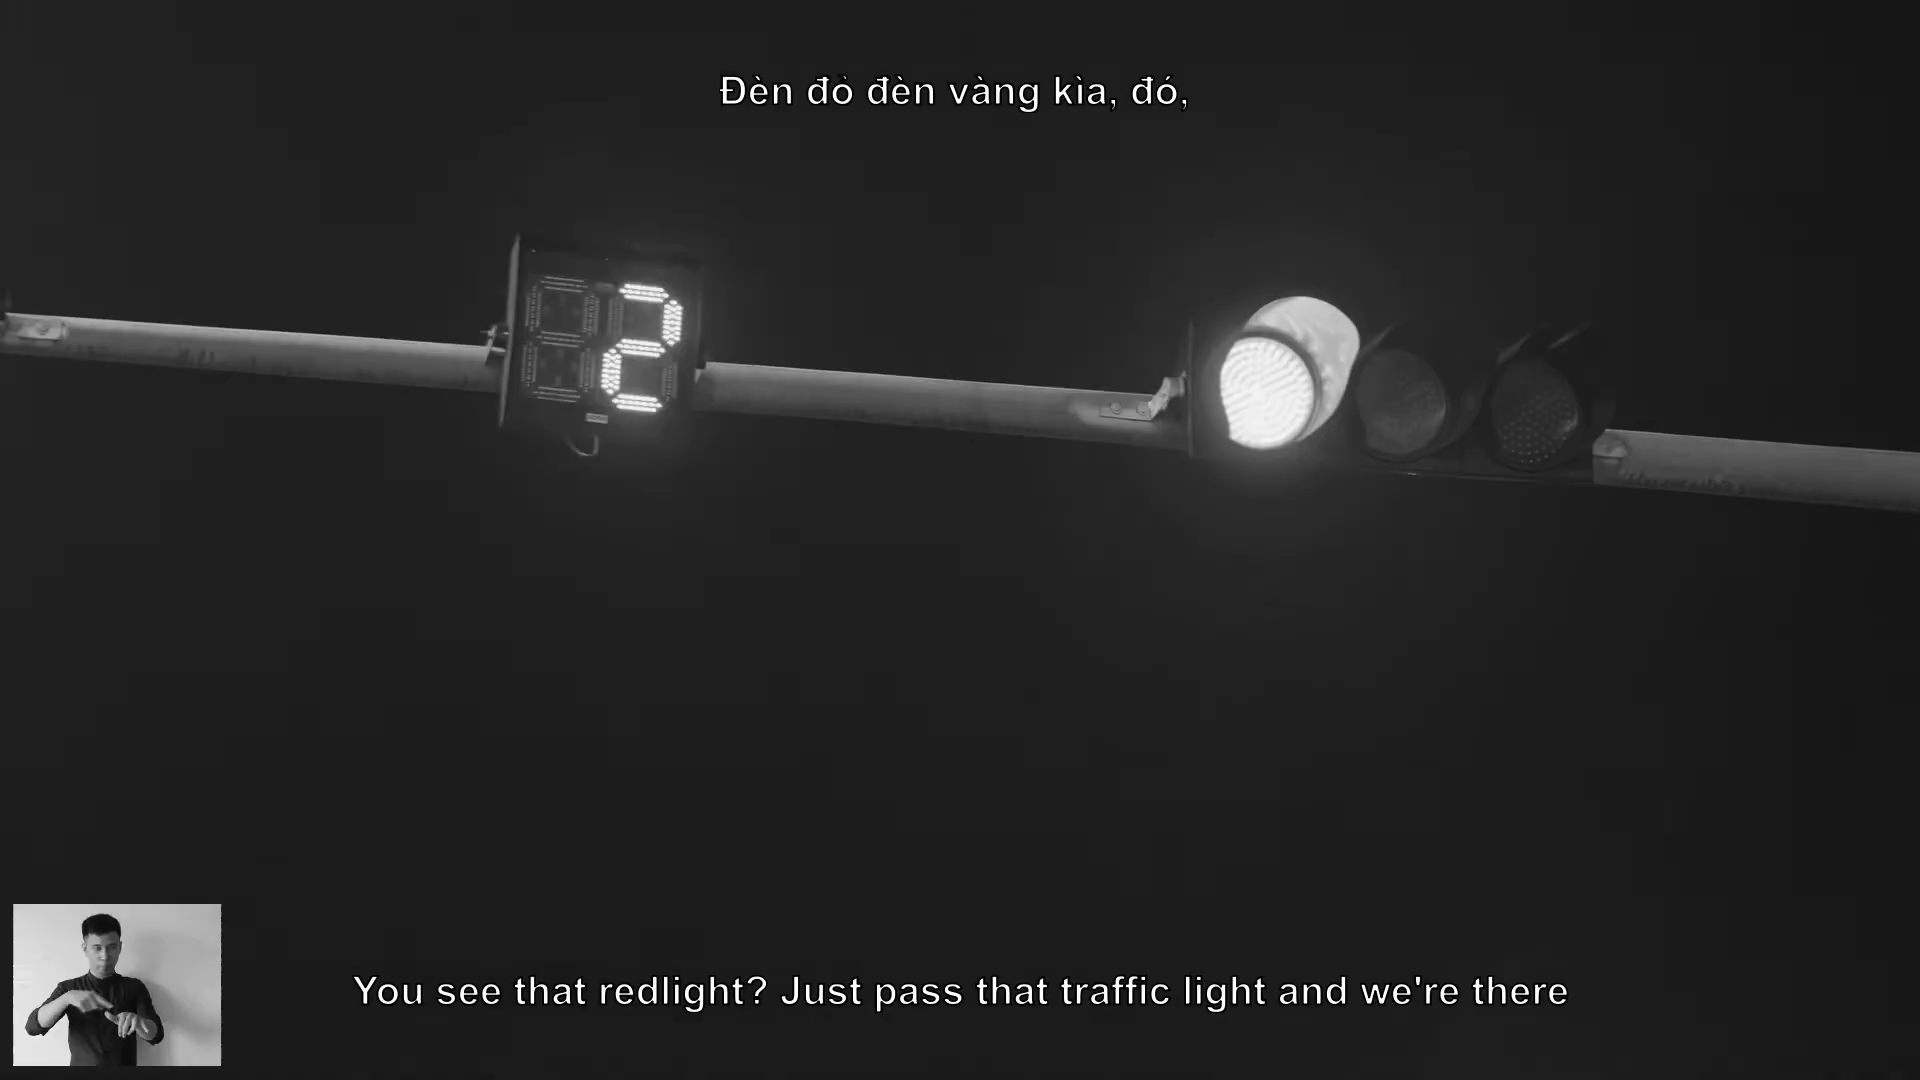 Đèn đỏ đèn vàng kìa, đó,
2
You see that redlight? Just pass that traffic light and we're there